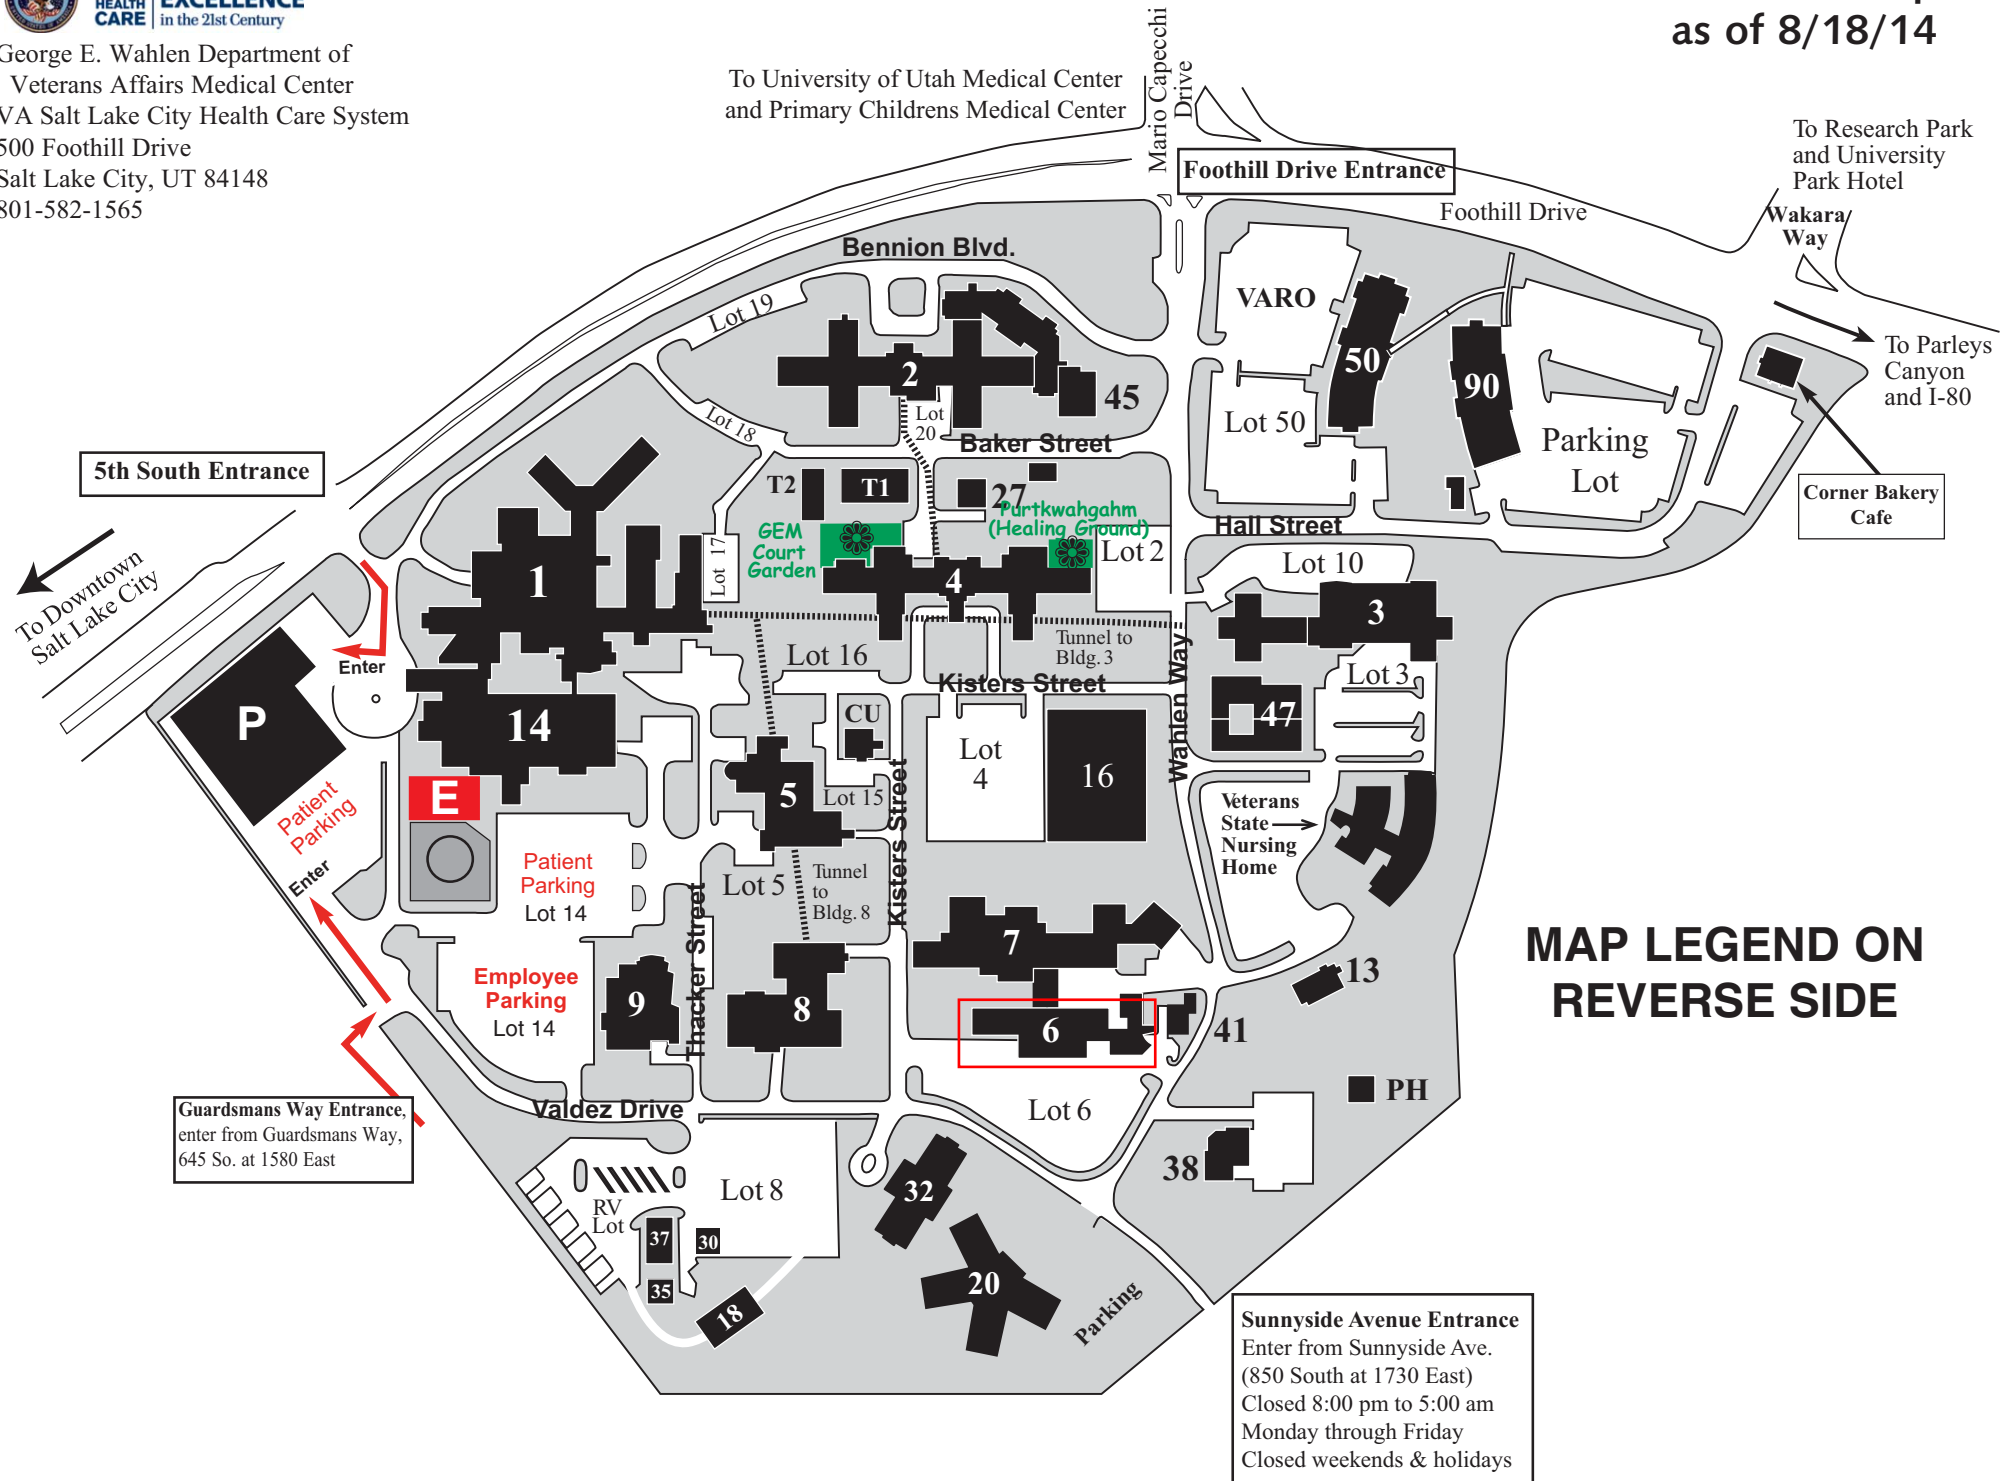 HEALTH
CARE
EXCELLENCE
in the 21st Century
George E. Wahlen Department of
Veterans Affairs Medical Center
VA Salt Lake City Health Care System
500 Foothill Drive
Salt Lake City, UT 84148
801-582-1565
as of 8/18/14
To University of Utah Medical Center
and Primary Childrens Medical Center
Mario Capecchi
Drive
Foothill Drive Entrance
Foothill Drive
To Research Park
and University
Park Hotel
Wakara
Way
To Parleys
Canyon
and I-80
Corner Bakery
Cafe
Bennion Blvd.
Lot 19
VARO
50
90
2
45
Lot
20
Lot 18
Lot 50
Parking
Lot
Baker Street
5th South Entrance
T2
T1
27
Purtkwahgahm
(Healing Ground)
GEM
Court
Garden
Hall Street
Lot 17
Lot 2
Lot 10
To Downtown
Salt Lake City
1
4
3
Enter
Lot 16
Tunnel to
Bldg. 3
Wahlen Way
Lot 3
Kisters Street
P
14
CU
47
Lot
4
16
E
5
Lot 15
Kisters Street
Patient
Parking
Veterans
State
Nursing
Home
Enter
Patient
Parking
Lot 14
Lot 5
Tunnel
to
Bldg. 8
Thacker Street
7
MAP LEGEND ON
REVERSE SIDE
13
Employee
Parking
Lot 14
9
8
6
41
PH
Guardsmans Way Entrance,
enter from Guardsmans Way,
645 So. at 1580 East
Valdez Drive
Lot 6
38
RV
Lot
Lot 8
32
37
30
35
18
20
Parking
Sunnyside Avenue Entrance
Enter from Sunnyside Ave.
(850 South at 1730 East)
Closed 8:00 pm to 5:00 am
Monday through Friday
Closed weekends & holidays